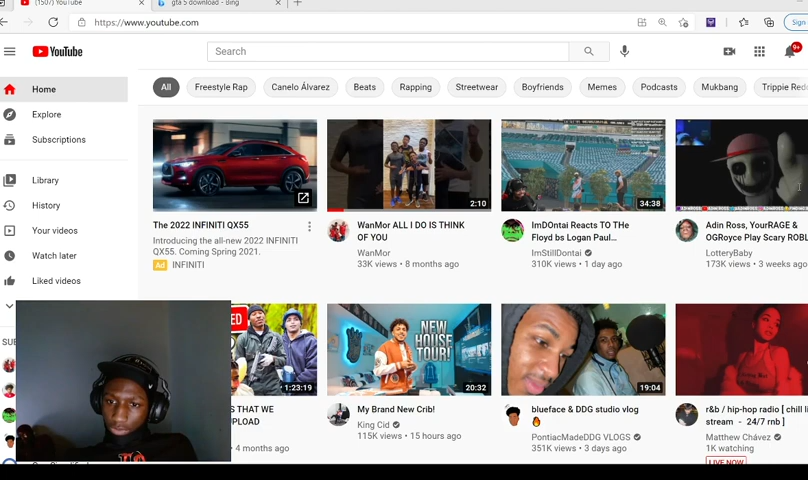 (1507) YouTube
gta 5 download - Bing
https://www.youtube.com
Sign
YouTube
Search
9+
Home
Explore
Subscriptions
Library
History
Your videos
Watch later
Liked videos
All
Freestyle Rap
Canelo Álvarez
Beats
Rapping
Streetwear
Boyfriends
Memes
Podcasts
Mukbang
Trippie Redd
The 2022 INFINITI QX55
Introducing the all-new 2022 INFINITI
QX55. Coming Spring 2021.
Ad INFINITI
2:10
WanMor ALL I DO IS THINK
OF YOU
WanMor
33K views • 8 months ago
34:38
ImDOntai Reacts TO THe
Floyd bs Logan Paul...
ImStillDontai
310K views • 1 day ago
Adin Ross, YourRAGE &
OGRoyce Play Scary ROBL
LotteryBaby
173K views • 3 weeks ago
1:23:19
S THAT WE
UPLOAD
4 months ago
NEW
HOUSE
TOUR!
20:32
My Brand New Crib!
King Cid
115K views • 15 hours ago
19:04
blueface & DDG studio vlog
PontiacMadeDDG VLOGS
351K views • 3 days ago
r&b / hip-hop radio [ chill li
stream - 24/7 rnb ]
Matthew Chávez
1K watching
LIVE NOW